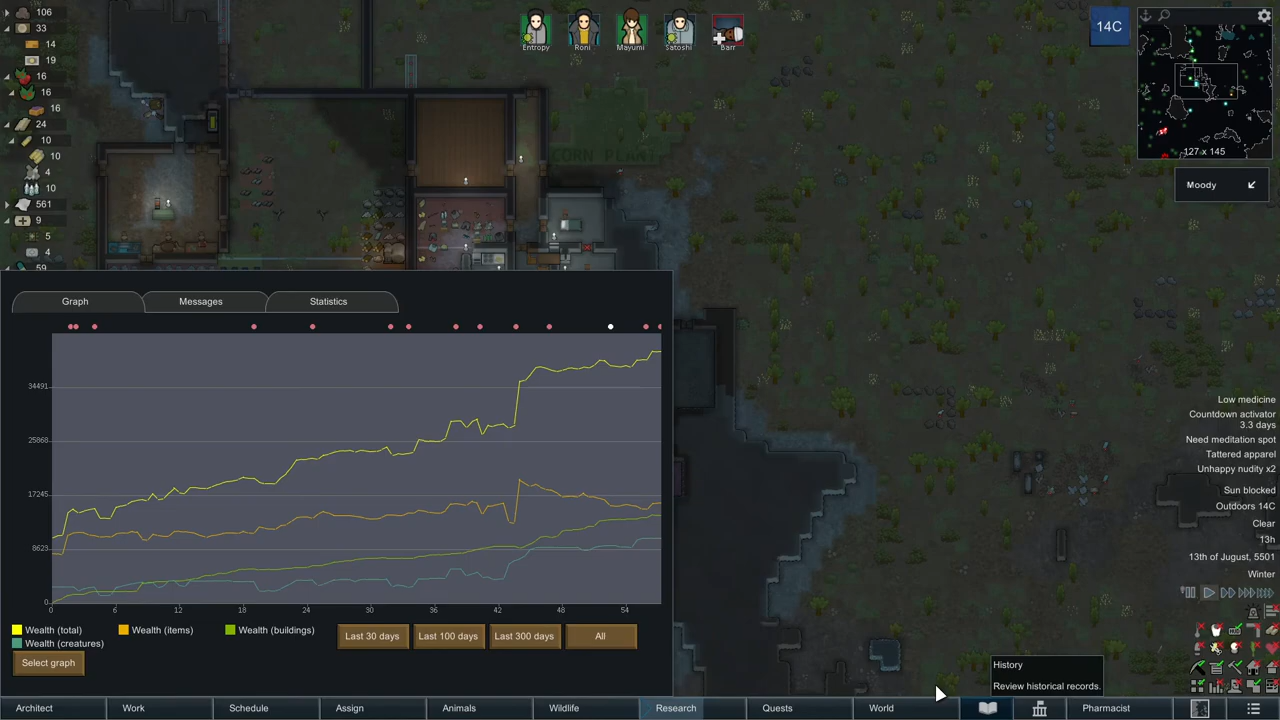 106
33
14
19
16
16
16
24
10
10
4
10
561
9
5
4
59
Entropy
Roni
Mayumi
Satoshi
Barr
14C
127 x 145
Moody
CORN PLANT
Graph
Messages
Statistics
34491
25868
17245
8623
0
0 6 12 18 24 30 36 42 48 54
Wealth (total)
Wealth (items)
Wealth (buildings)
Wealth (creatures)
Last 30 days
Last 100 days
Last 300 days
All
Select graph
Low medicine
Countdown activator
3.3 days
Need meditation spot
Tattered apparel
Unhappy nudity x2
Sun blocked
Outdoors 14C
Clear
13h
13th of Jugust, 5501
Winter
History
Review historical records.
Architect
Work
Schedule
Assign
Animals
Wildlife
Research
Quests
World
Pharmacist